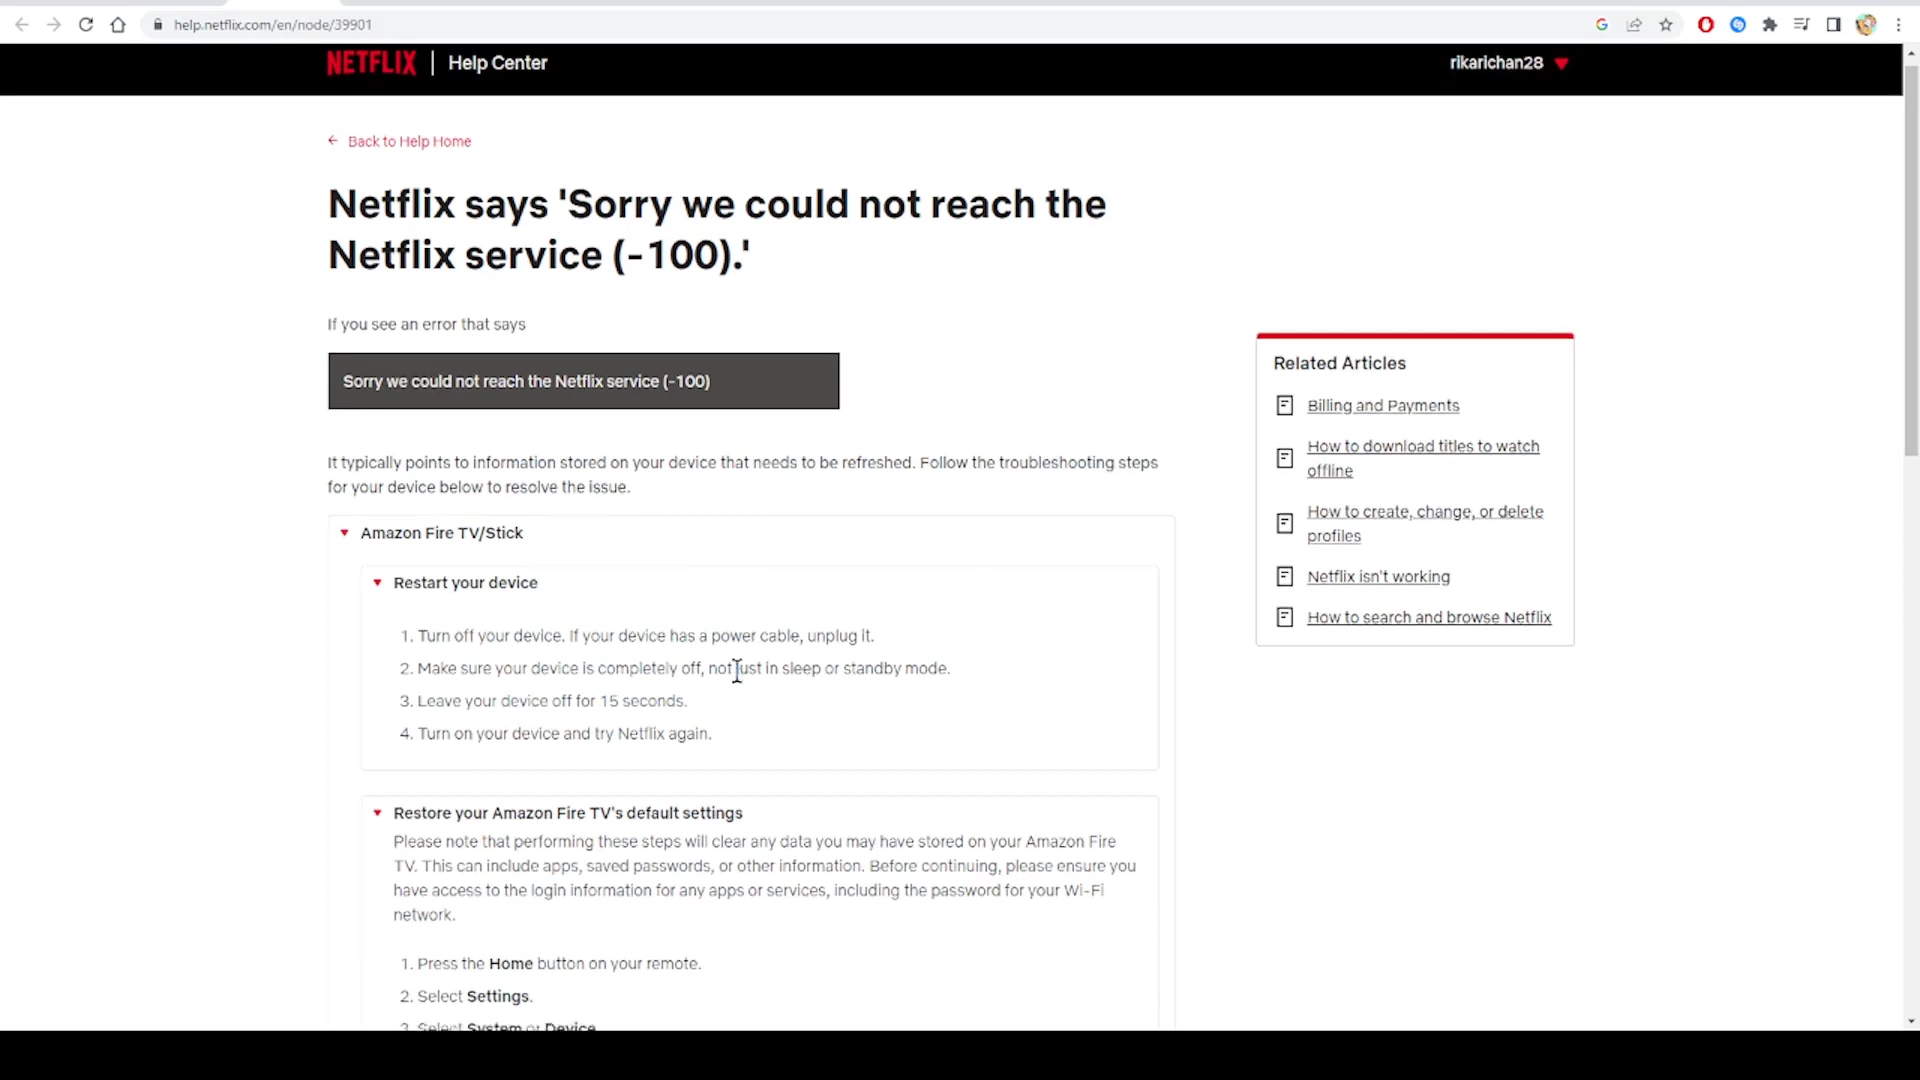 help.netflix.com/en/node/39901
NETFLIX | Help Center
rikarichan28
Back to Help Home
Netflix says 'Sorry we could not reach the
Netflix service (-100).'
If you see an error that says
Sorry we could not reach the Netflix service (-100)
It typically points to information stored on your device that needs to be refreshed. Follow the troubleshooting steps
for your device below to resolve the issue.
Amazon Fire TV/Stick
Restart your device
1. Turn off your device. If your device has a power cable, unplug it.
2. Make sure your device is completely off, not just in sleep or standby mode.
3. Leave your device off for 15 seconds.
4. Turn on your device and try Netflix again.
Restore your Amazon Fire TV's default settings
Please note that performing these steps will clear any data you may have stored on your Amazon Fire
TV. This can include apps, saved passwords, or other information. Before continuing, please ensure you
have access to the login information for any apps or services, including the password for your Wi-Fi
network.
1. Press the Home button on your remote.
2. Select Settings.
3. Select System or Device
Related Articles
Billing and Payments
How to download titles to watch
offline
How to create, change, or delete
profiles
Netflix isn't working
How to search and browse Netflix